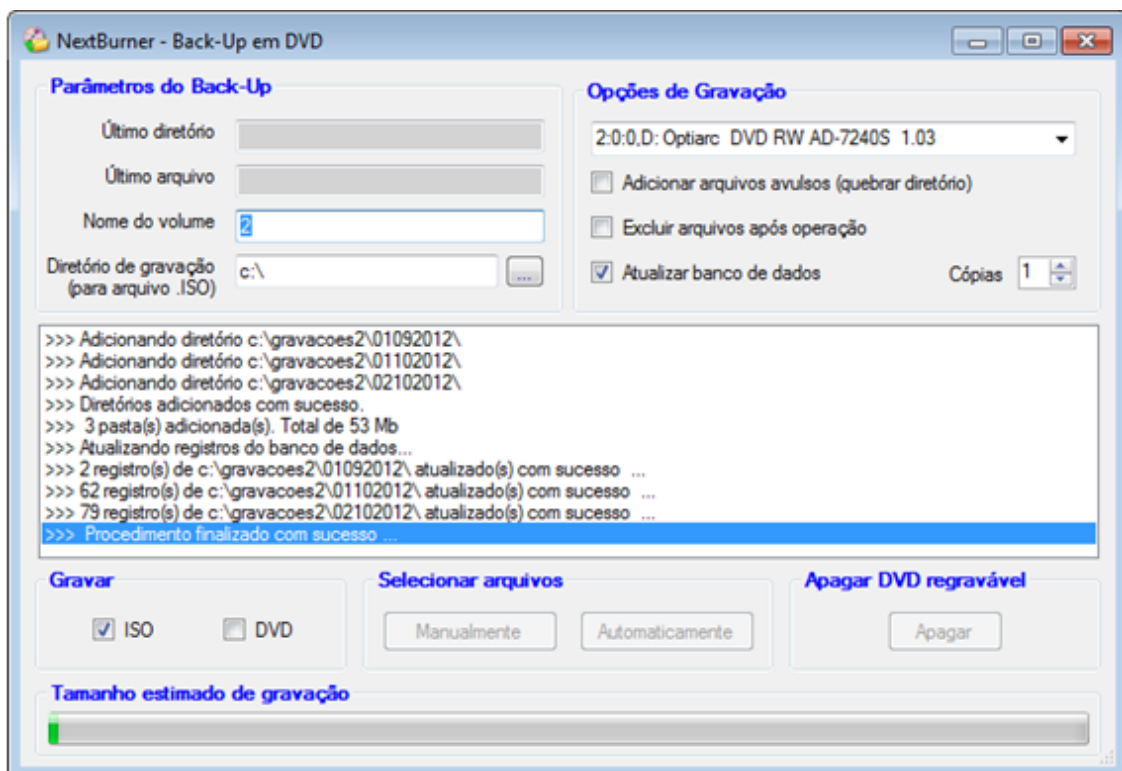 NextBurner - Back-Up em DVD
Parâmetros do Back-Up
Último diretório
Último arquivo
Nome do volume
2
Diretório de gravação
(para arquivo .ISO)
c:\
...
Opções de Gravação
2:0:0,D: Optiarc DVD RW AD-7240S 1.03
Adicionar arquivos avulsos (quebrar diretório)
Excluir arquivos após operação
Atualizar banco de dados
Cópias
1
>>> Adicionando diretório c:\gravacoes2\01092012\
>>> Adicionando diretório c:\gravacoes2\01102012\
>>> Adicionando diretório c:\gravacoes2\02102012\
>>> Diretórios adicionados com sucesso.
>>> 3 pasta(s) adicionada(s). Total de 53 Mb
>>> Atualizando registros do banco de dados...
>>> 2 registro(s) de c:\gravacoes2\01092012\ atualizado(s) com sucesso ...
>>> 62 registro(s) de c:\gravacoes2\01102012\ atualizado(s) com sucesso ...
>>> 79 registro(s) de c:\gravacoes2\02102012\ atualizado(s) com sucesso ...
>>> Procedimento finalizado com sucesso ...
Gravar
ISO
DVD
Selecionar arquivos
Manualmente
Automaticamente
Apagar DVD regravável
Apagar
Tamanho estimado de gravação